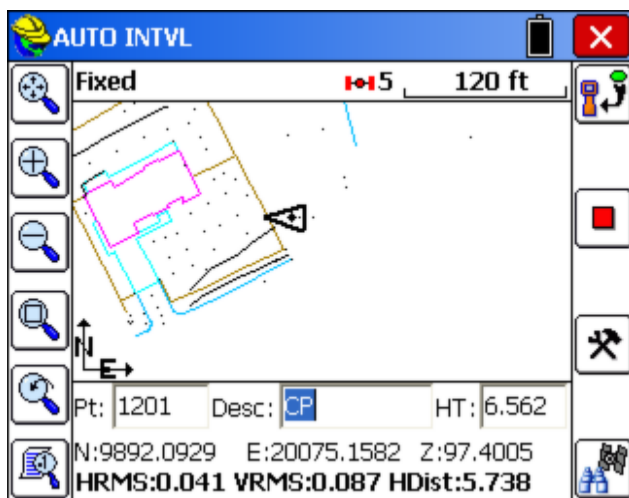 AUTO INTVL
Fixed 5 120 ft
N
E
Pt: 1201 Desc: CP HT: 6.562
N:9892.0929 E:20075.1582 Z:97.4005
HRMS:0.041 VRMS:0.087 HDist:5.738